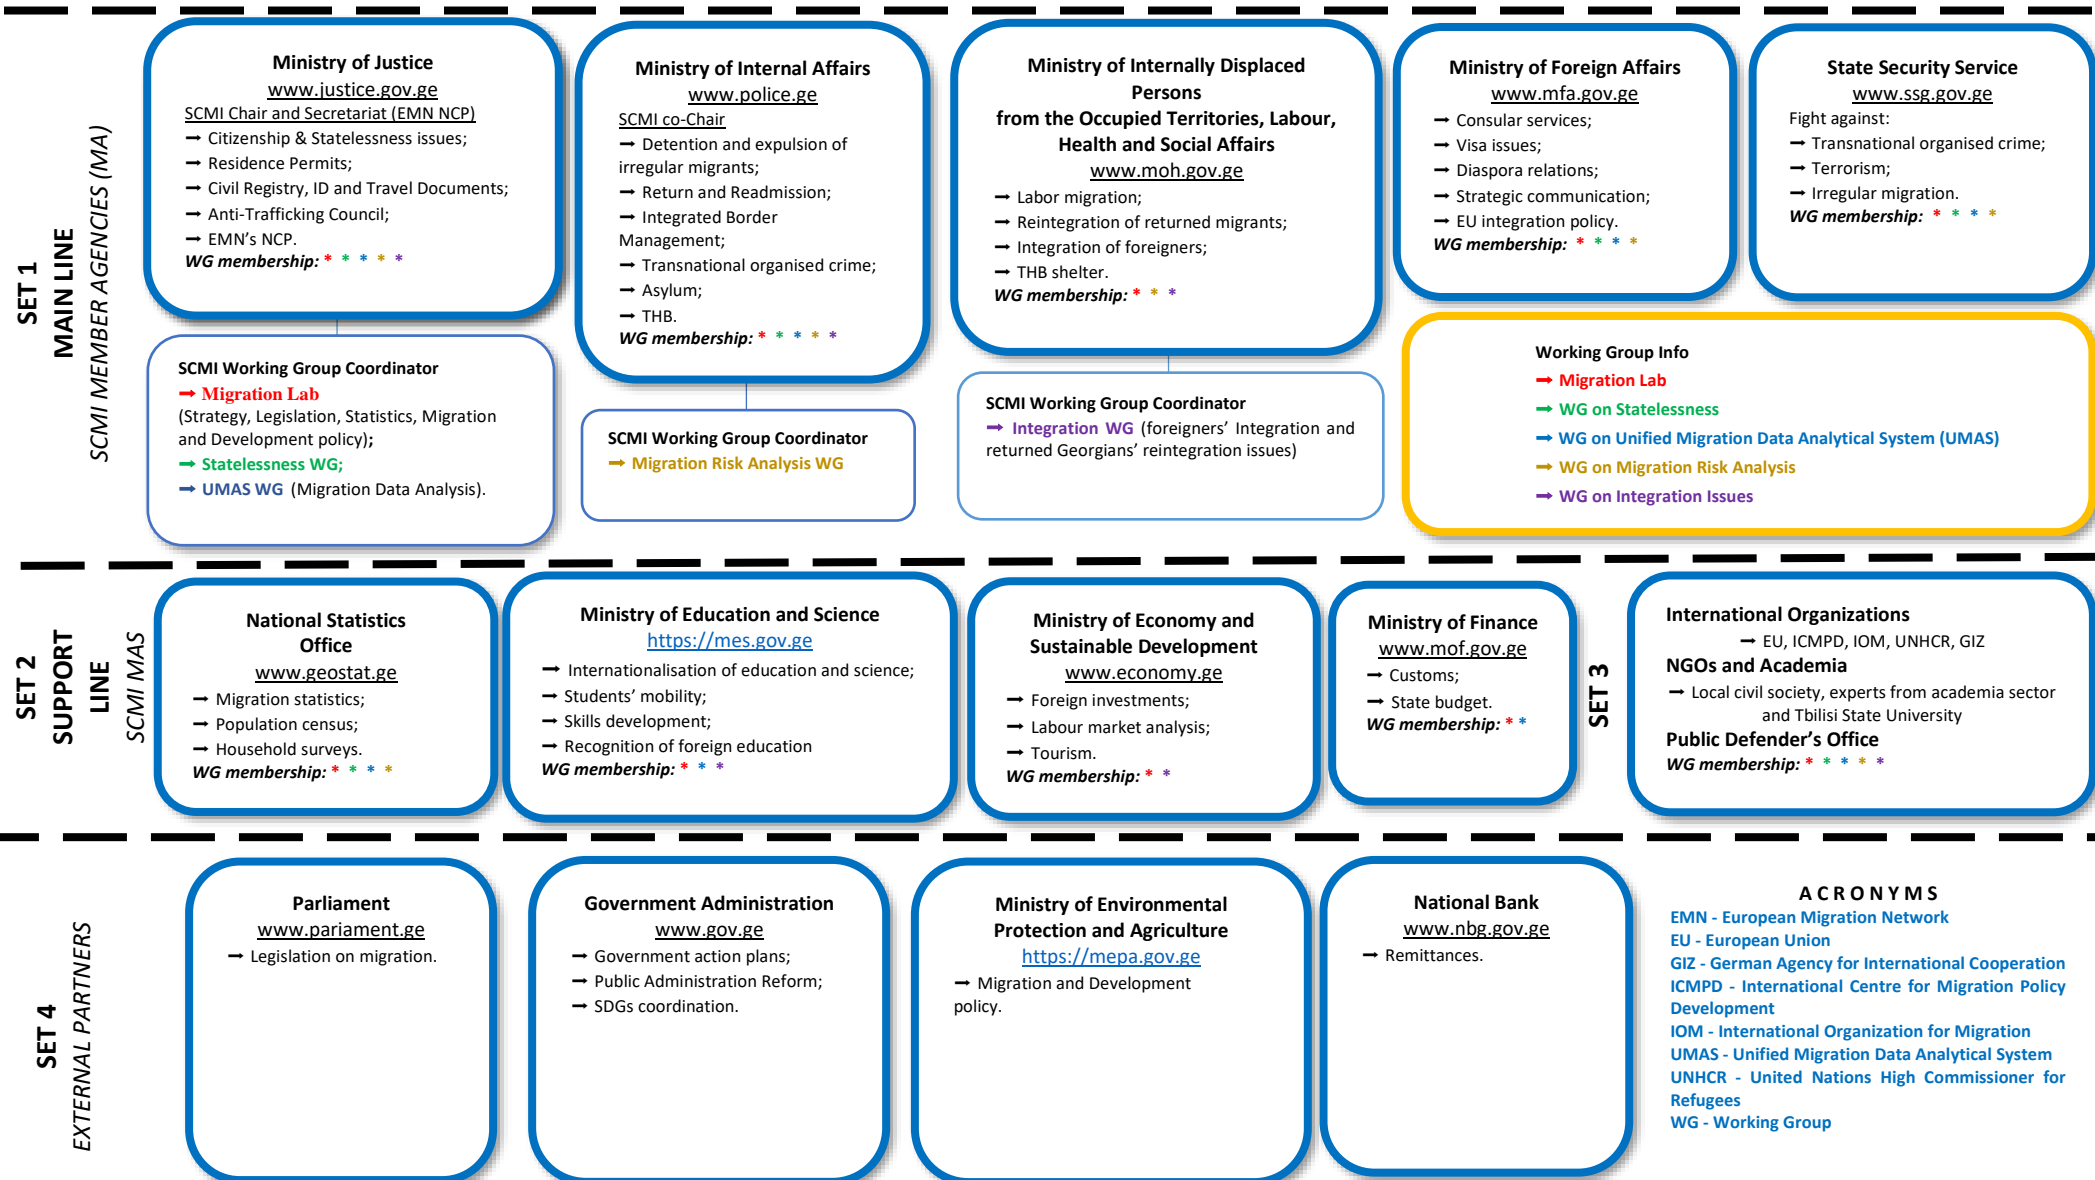 SET 1
MAIN LINE
SCMI MEMBER AGENCIES (MA)
Ministry of Justice
www.justice.gov.ge
SCMI Chair and Secretariat (EMN NCP)
➞ Citizenship & Statelessness issues;
➞ Residence Permits;
➞ Civil Registry, ID and Travel Documents;
➞ Anti-Trafficking Council;
➞ EMN's NCP.
WG membership: * * * * *
SCMI Working Group Coordinator
➞ Migration Lab
(Strategy, Legislation, Statistics, Migration
and Development policy);
➞ Statelessness WG;
➞ UMAS WG (Migration Data Analysis).
Ministry of Internal Affairs
www.police.ge
SCMI co-Chair
➞ Detention and expulsion of
irregular migrants;
➞ Return and Readmission;
➞ Integrated Border
Management;
➞ Transnational organised crime;
➞ Asylum;
➞ THB.
WG membership: * * * * *
SCMI Working Group Coordinator
➞ Migration Risk Analysis WG
Ministry of Internally Displaced
Persons
from the Occupied Territories, Labour,
Health and Social Affairs
www.moh.gov.ge
➞ Labor migration;
➞ Reintegration of returned migrants;
➞ Integration of foreigners;
➞ THB shelter.
WG membership: * * *
SCMI Working Group Coordinator
➞ Integration WG (foreigners' Integration and
returned Georgians' reintegration issues)
Ministry of Foreign Affairs
www.mfa.gov.ge
➞ Consular services;
➞ Visa issues;
➞ Diaspora relations;
➞ Strategic communication;
➞ EU integration policy.
WG membership: * * * *
State Security Service
www.ssg.gov.ge
Fight against:
➞ Transnational organised crime;
➞ Terrorism;
➞ Irregular migration.
WG membership: * * * *
Working Group Info
➞ Migration Lab
➞ WG on Statelessness
➞ WG on Unified Migration Data Analytical System (UMAS)
➞ WG on Migration Risk Analysis
➞ WG on Integration Issues
SET 2
SUPPORT
LINE
SCMI MAS
National Statistics
Office
www.geostat.ge
➞ Migration statistics;
➞ Population census;
➞ Household surveys.
WG membership: * * * *
Ministry of Education and Science
https://mes.gov.ge
➞ Internationalisation of education and science;
➞ Students' mobility;
➞ Skills development;
➞ Recognition of foreign education
WG membership: * * *
Ministry of Economy and
Sustainable Development
www.economy.ge
➞ Foreign investments;
➞ Labour market analysis;
➞ Tourism.
WG membership: * *
Ministry of Finance
www.mof.gov.ge
➞ Customs;
➞ State budget.
WG membership: * *
SET 3
International Organizations
➞ EU, ICMPD, IOM, UNHCR, GIZ
NGOs and Academia
➞ Local civil society, experts from academia sector
and Tbilisi State University
Public Defender's Office
WG membership: * * * * *
SET 4
EXTERNAL PARTNERS
Parliament
www.pariament.ge
➞ Legislation on migration.
Government Administration
www.gov.ge
➞ Government action plans;
➞ Public Administration Reform;
➞ SDGs coordination.
Ministry of Environmental
Protection and Agriculture
https://mepa.gov.ge
➞ Migration and Development
policy.
National Bank
www.nbg.gov.ge
➞ Remittances.
A C R O N Y M S
EMN - European Migration Network
EU - European Union
GIZ - German Agency for International Cooperation
ICMPD - International Centre for Migration Policy
Development
IOM - International Organization for Migration
UMAS - Unified Migration Data Analytical System
UNHCR - United Nations High Commissioner for
Refugees
WG - Working Group